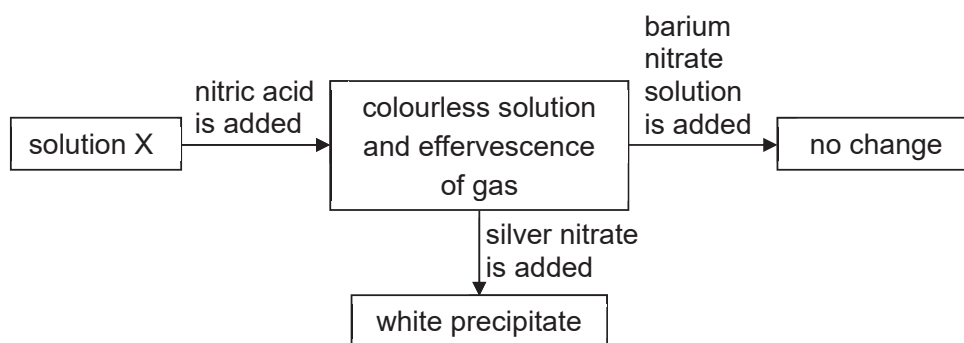 solution X
nitric acid
is added
colourless solution
and effervescence
of gas
barium
nitrate
solution
is added
no change
silver nitrate
is added
white precipitate